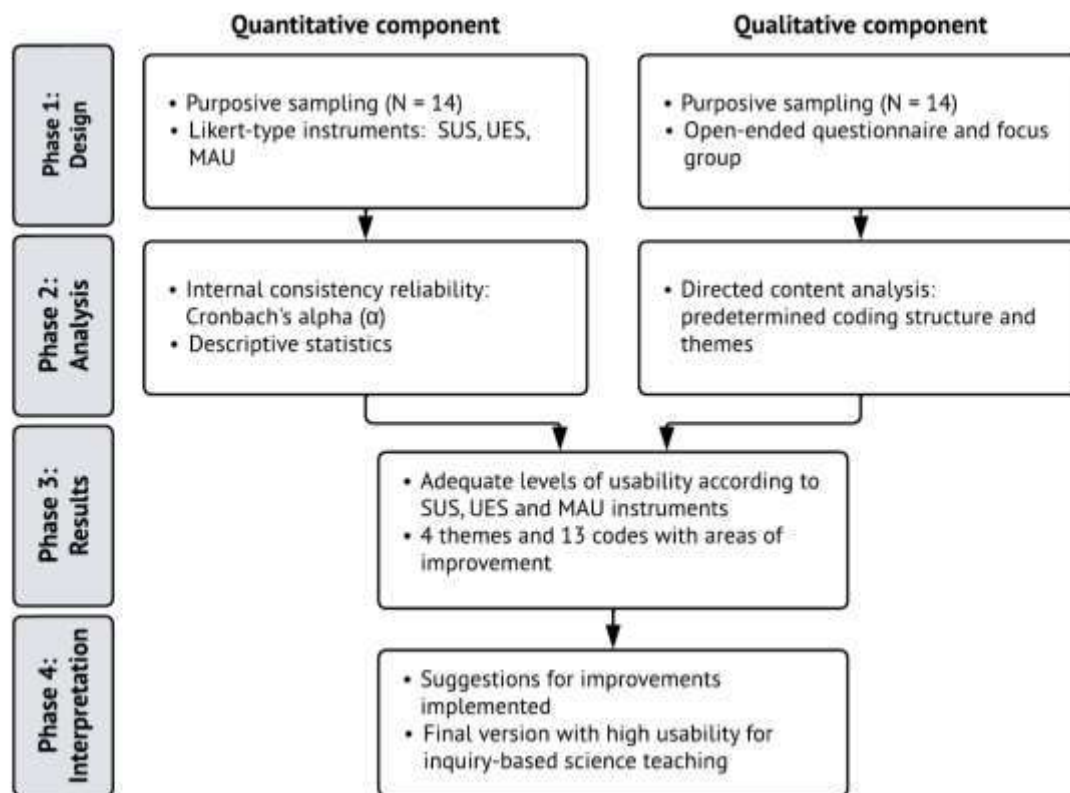 Quantitative component
Qualitative component
Phase 1:
Design
• Purposive sampling (N = 14)
• Likert-type instruments: SUS, UES,
MAU
• Purposive sampling (N = 14)
• Open-ended questionnaire and focus
group
Phase 2:
Analysis
• Internal consistency reliability:
Cronbach's alpha (α)
• Descriptive statistics
• Directed content analysis:
predetermined coding structure and
themes
Phase 3:
Results
• Adequate levels of usability according to
SUS, UES and MAU instruments
• 4 themes and 13 codes with areas of
improvement
Phase 4:
Interpretation
• Suggestions for improvements
implemented
• Final version with high usability for
inquiry-based science teaching